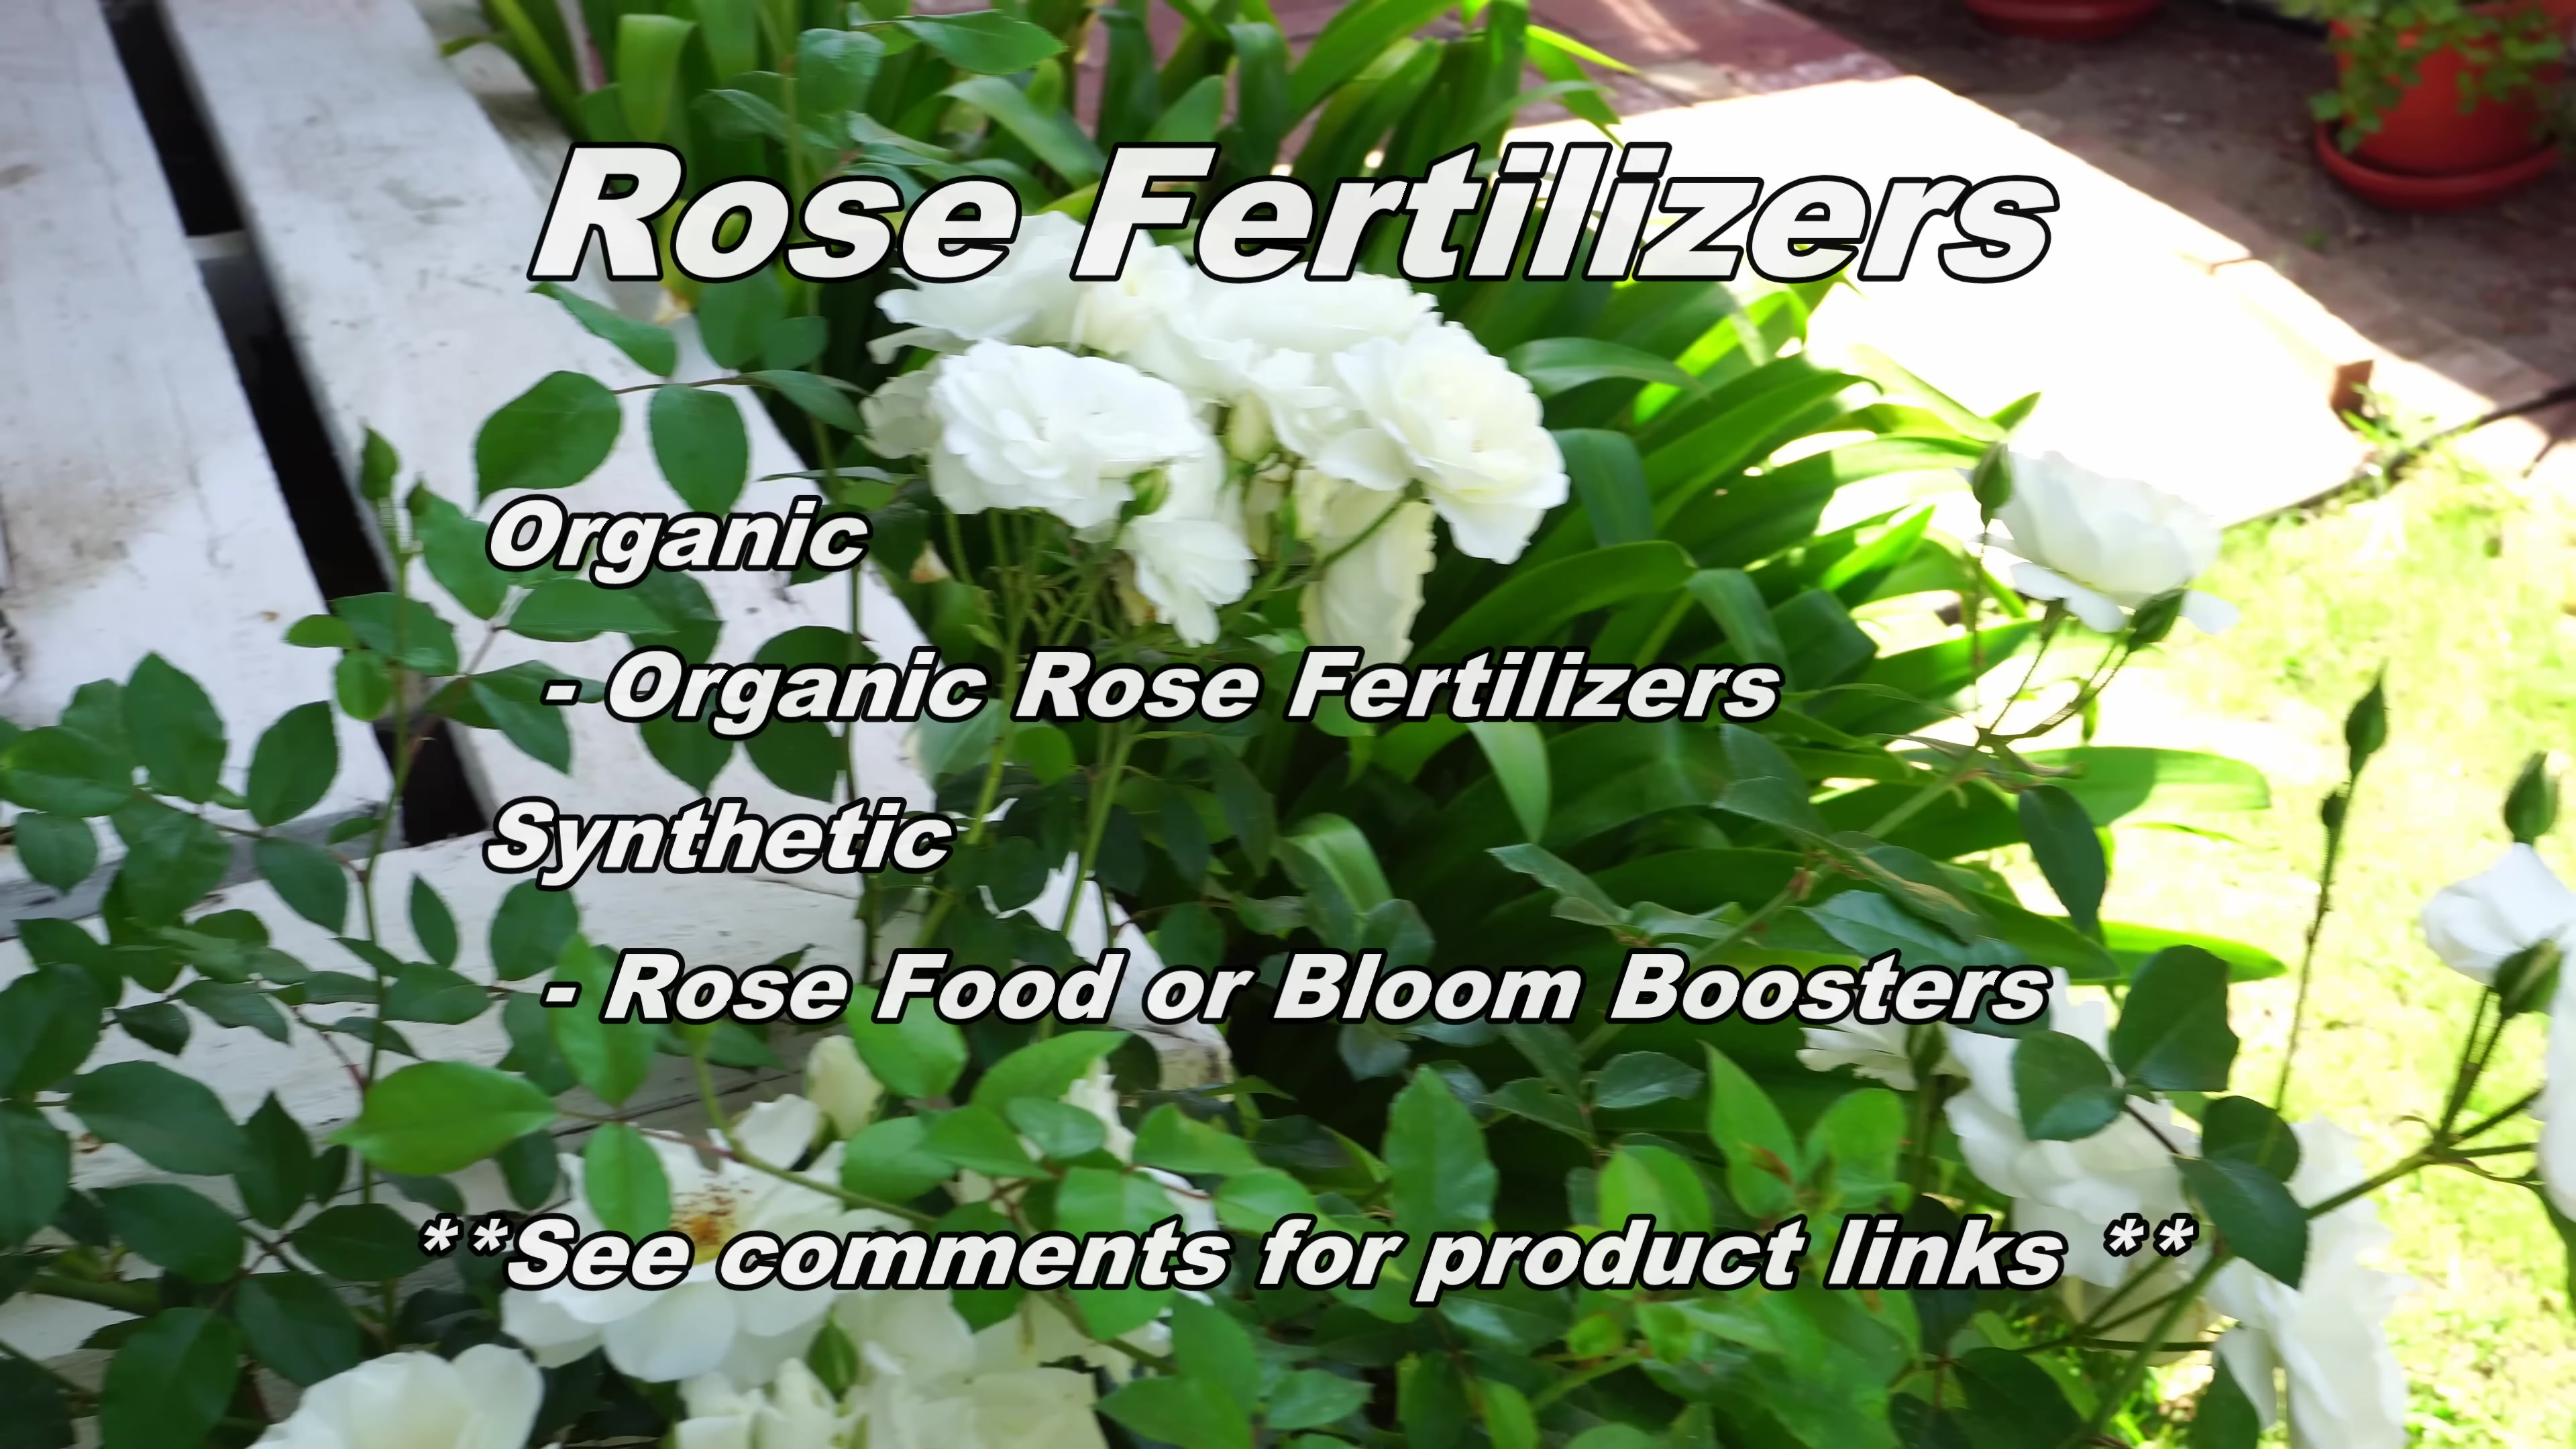 Rose Fertilizers
Organic
- Organic Rose Fertilizers
Synthetic
- Rose Food or Bloom Boosters
**See comments for product links **